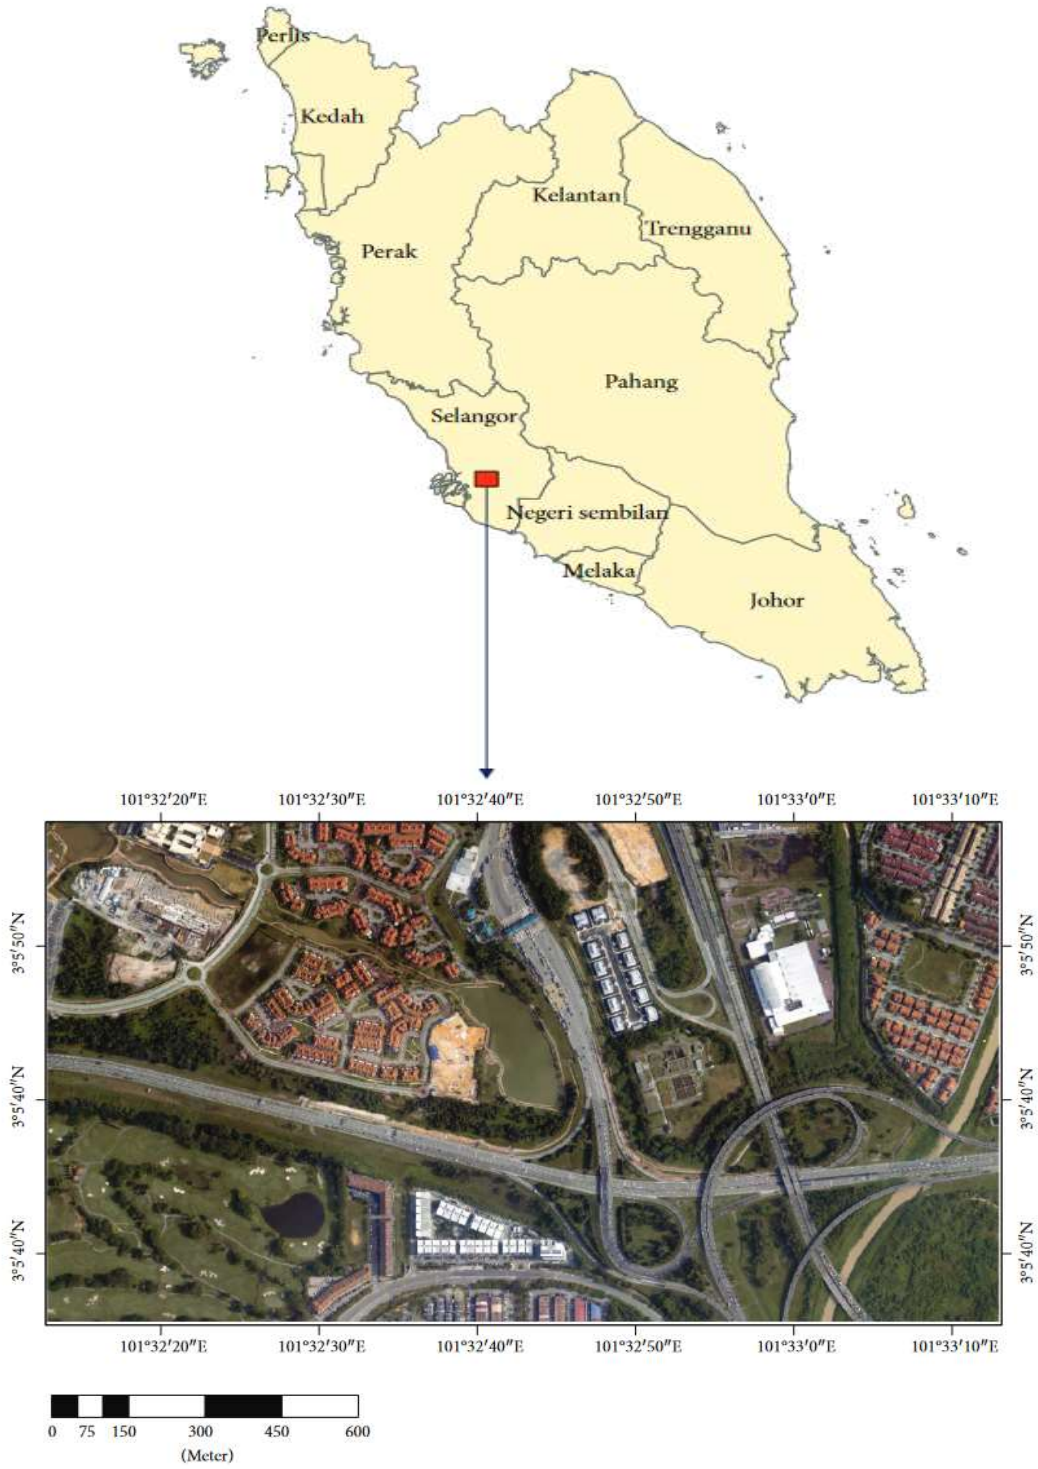 Perlis
Kedah
Kelantan
Trengganu
Perak
Pahang
Selangor
Negeri sembilan
Melaka
Johor
101°32′20″E 101°32′30″E 101°32′40″E 101°32′50″E 101°33′0″E 101°33′10″E
3°5′50″N 3°5′50″N
3°5′40″N 3°5′40″N
3°5′40″N 3°5′40″N
101°32′20″E 101°32′30″E 101°32′40″E 101°32′50″E 101°33′0″E 101°33′10″E
0 75 150 300 450 600
(Meter)